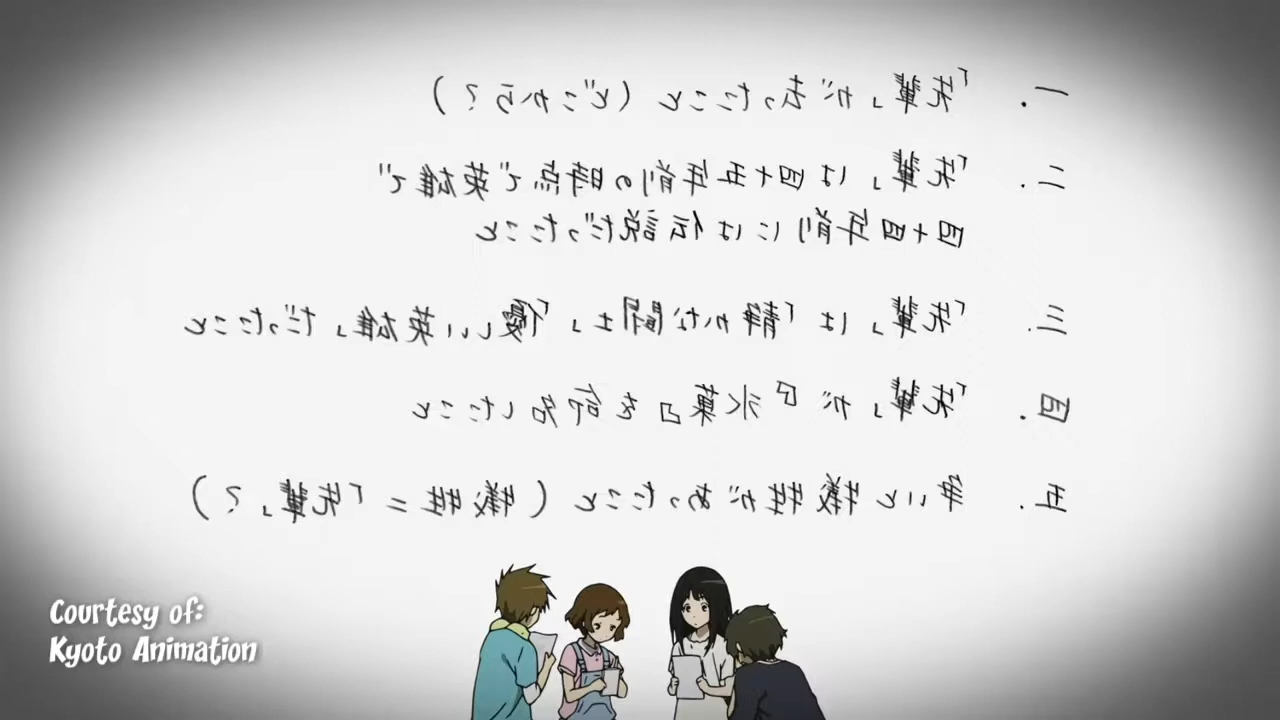 一. 「先輩」が去ったこと(どこから?)
二. 「先輩」は四十五年前の時点で英雄で
四十四年前には伝説だったこと
三. 「先輩」は「静かな闘士」「優しい英雄」だったこと
四. 「先輩」が『氷菓』を命名したこと
五. 争いと犠牲があったこと(犠牲=「先輩」?)
Courtesy of:
Kyoto Animation